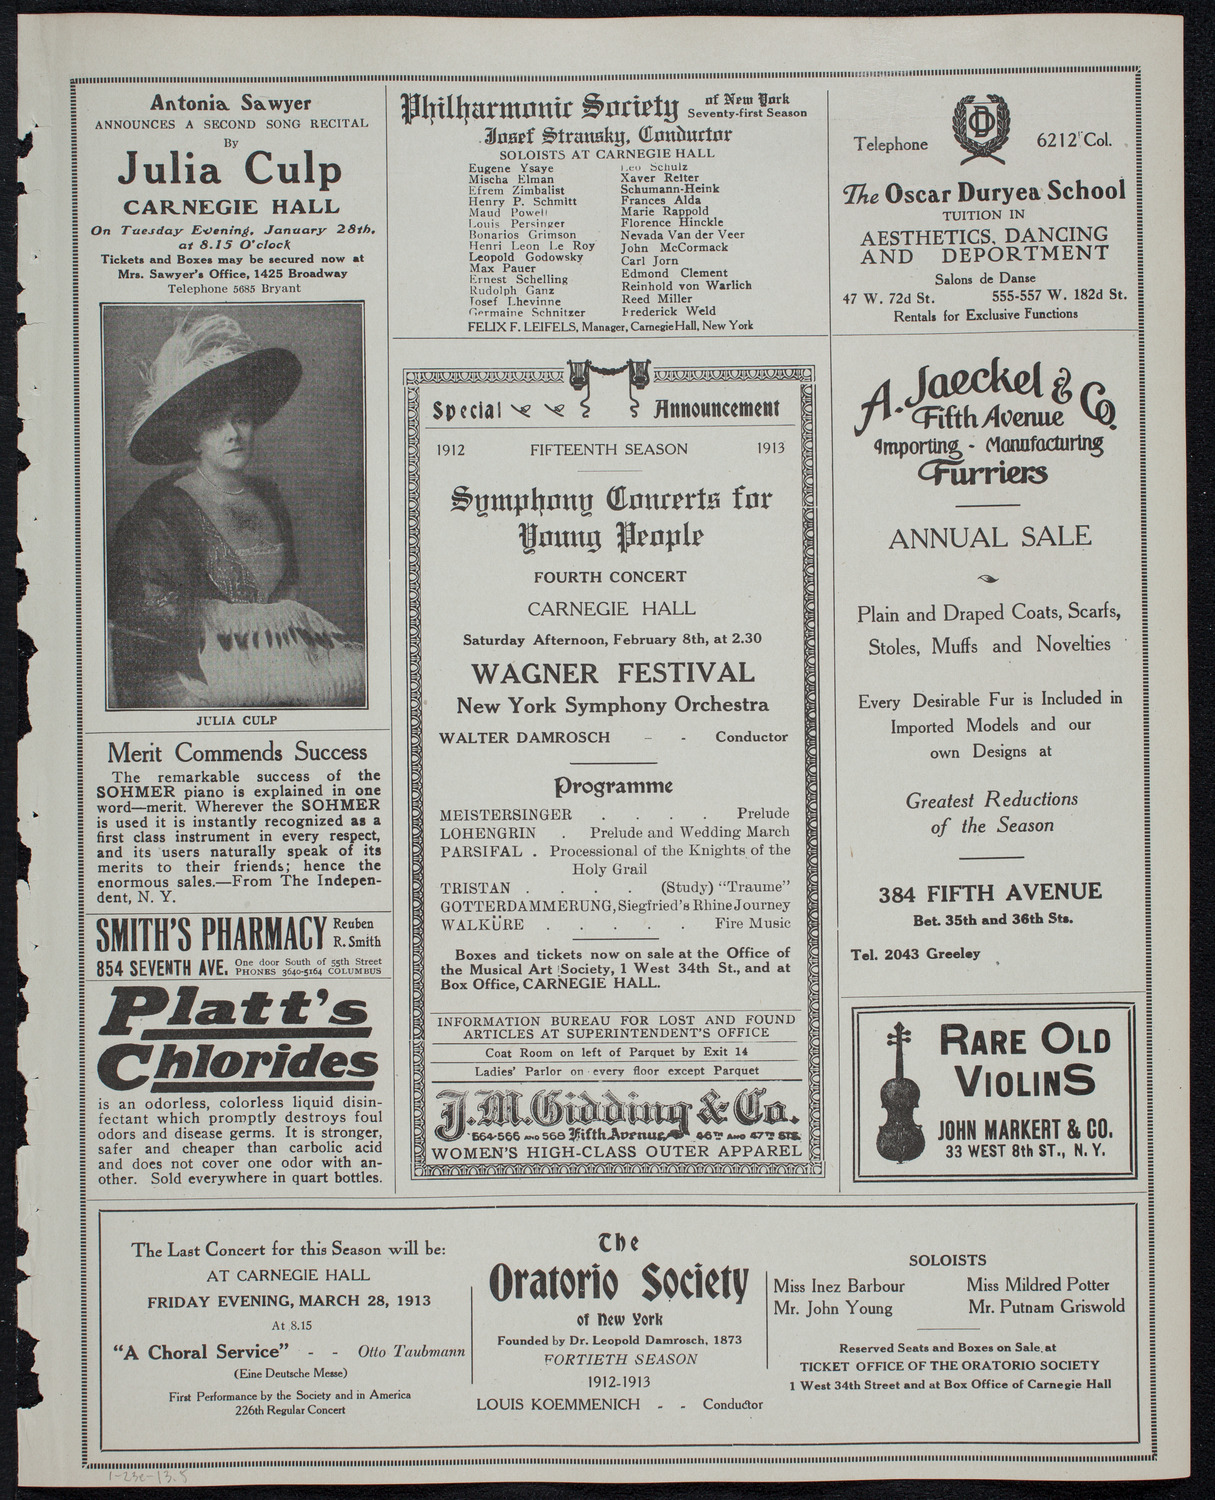 Antonia Sawyer
ANNOUNCES A SECOND SONG RECITAL
By
Julia Culp
CARNEGIE HALL
On Tuesday Evening, January 28th,
at 8.15 O'clock
Tickets and Boxes may be secured now at
Mrs. Sawyer's Office, 1425 Broadway
Telephone 5685 Bryant
JULIA CULP
Merit Commends Success
The remarkable success of the
SOHMER piano is explained in one
word—merit. Wherever the SOHMER
is used it is instantly recognized as a
first class instrument in every respect,
and its users naturally speak of its
merits to their friends; hence the
enormous sales.—From The Indepen-
dent, N. Y.
SMITH'S PHARMACY Reuben
R. Smith
854 SEVENTH AVE. One door South of 55th Street
PHONES 3640-5164 COLUMBUS
Platt's
Chlorides
is an odorless, colorless liquid disin-
fectant which promptly destroys foul
odors and disease germs. It is stronger,
safer and cheaper than carbolic acid
and does not cover one odor with an-
other. Sold everywhere in quart bottles.
Philharmonic Society of New York
Seventy-first Season
Josef Stransky, Conductor
SOLOISTS AT CARNEGIE HALL
Eugene Ysaye
Mischa Elman
Efrem Zimbalist
Henry P. Schmitt
Maud Powell
Louis Persinger
Bonarios Grimson
Henri Leon Le Roy
Leopold Godowsky
Max Pauer
Ernest Schelling
Rudolph Ganz
Josef Lhevinne
Germaine Schnitzer
Leo Schulz
Xaver Reiter
Schumann-Heink
Frances Alda
Marie Rappold
Florence Hinckle
Nevada Van der Veer
John McCormack
Carl Jorn
Edmond Clement
Reinhold von Warlich
Reed Miller
Frederick Weld
FELIX F. LEIFELS, Manager, Carnegie Hall, New York
Special Announcement
1912 FIFTEENTH SEASON 1913
Symphony Concerts for
Young People
FOURTH CONCERT
CARNEGIE HALL
Saturday Afternoon, February 8th, at 2.30
WAGNER FESTIVAL
New York Symphony Orchestra
WALTER DAMROSCH - - Conductor
Programme
MEISTERSINGER . . . . Prelude
LOHENGRIN . Prelude and Wedding March
PARSIFAL . Processional of the Knights of the
Holy Grail
TRISTAN . . . . (Study) "Traume"
GOTTERDAMMERUNG, Siegfried's Rhine Journey
WALKÜRE . . . . . Fire Music
Boxes and tickets now on sale at the Office of
the Musical Art Society, 1 West 34th St., and at
Box Office, CARNEGIE HALL.
INFORMATION BUREAU FOR LOST AND FOUND
ARTICLES AT SUPERINTENDENT'S OFFICE
Coat Room on left of Parquet by Exit 14
Ladies' Parlor on every floor except Parquet
J. M. Gidding & Co.
564-566 AND 568 Fifth Avenue, 46TH AND 47TH STS.
WOMEN'S HIGH-CLASS OUTER APPAREL
OD
Telephone 6212 Col.
The Oscar Duryea School
TUITION IN
AESTHETICS, DANCING
AND DEPORTMENT
Salons de Danse
47 W. 72d St. 555-557 W. 182d St.
Rentals for Exclusive Functions
A. Jaeckel & Co.
Fifth Avenue
Importing - Manufacturing
Furriers
ANNUAL SALE
Plain and Draped Coats, Scarfs,
Stoles, Muffs and Novelties
Every Desirable Fur is Included in
Imported Models and our
own Designs at
Greatest Reductions
of the Season
384 FIFTH AVENUE
Bet. 35th and 36th Sts.
Tel. 2043 Greeley
RARE OLD
VIOLINS
JOHN MARKERT & CO.
33 WEST 8th ST., N. Y.
The Last Concert for this Season will be:
AT CARNEGIE HALL
FRIDAY EVENING, MARCH 28, 1913
At 8.15
"A Choral Service" - - Otto Taubmann
(Eine Deutsche Messe)
First Performance by the Society and in America
226th Regular Concert
The
Oratorio Society
of New York
Founded by Dr. Leopold Damrosch, 1873
FORTIETH SEASON
1912-1913
LOUIS KOEMMENICH - - Conductor
SOLOISTS
Miss Inez Barbour Miss Mildred Potter
Mr. John Young Mr. Putnam Griswold
Reserved Seats and Boxes on Sale at
TICKET OFFICE OF THE ORATORIO SOCIETY
1 West 34th Street and at Box Office of Carnegie Hall